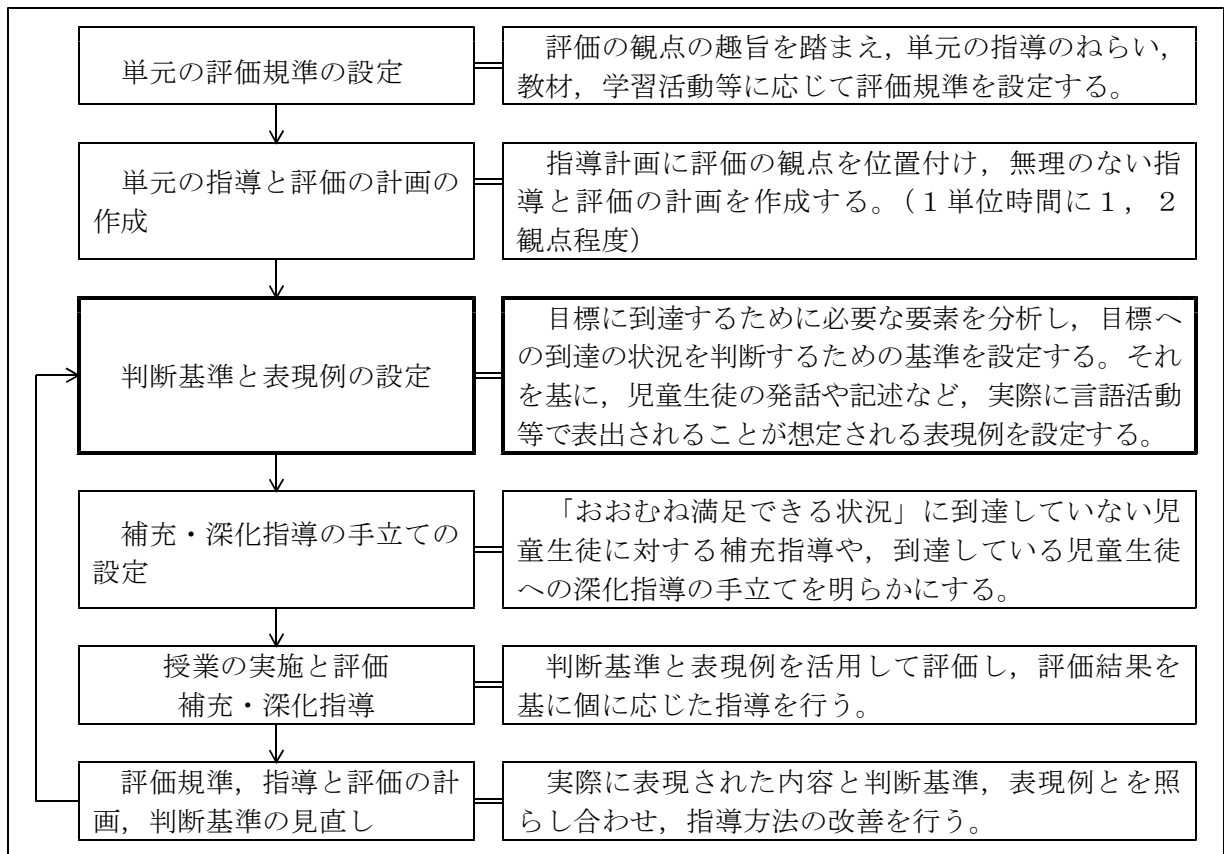 単元の評価規準の設定
評価の観点の趣旨を踏まえ，単元の指導のねらい，
教材，学習活動等に応じて評価規準を設定する。
単元の指導と評価の計画の
作成
指導計画に評価の観点を位置付け，無理のない指
導と評価の計画を作成する。（１単位時間に１，２
観点程度）
判断基準と表現例の設定
目標に到達するために必要な要素を分析し，目標へ
の到達の状況を判断するための基準を設定する。それ
を基に，児童生徒の発話や記述など，実際に言語活動
等で表出されることが想定される表現例を設定する。
補充・深化指導の手立ての
設定
「おおむね満足できる状況」に到達していない児
童生徒に対する補充指導や，到達している児童生徒
への深化指導の手立てを明らかにする。
授業の実施と評価
補充・深化指導
判断基準と表現例を活用して評価し，評価結果を
基に個に応じた指導を行う。
評価規準，指導と評価の計
画，判断基準の見直し
実際に表現された内容と判断基準，表現例とを照
らし合わせ，指導方法の改善を行う。